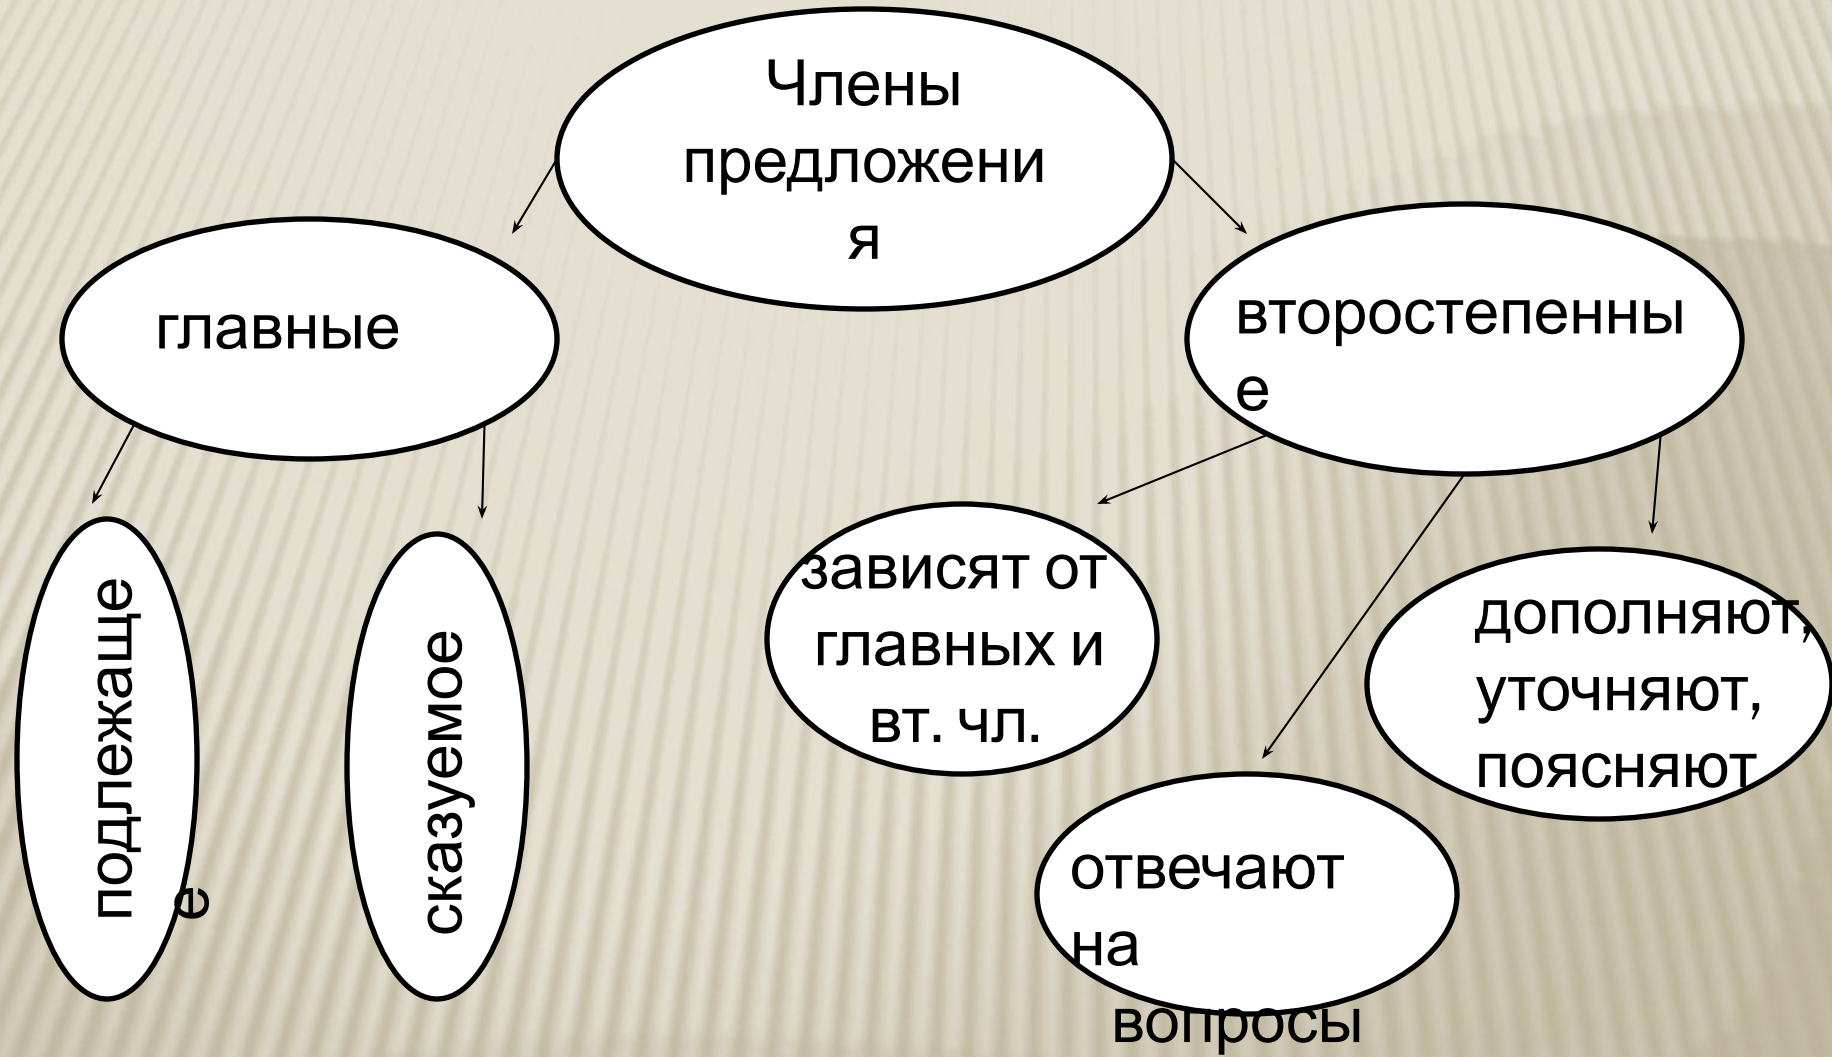 Члены
предложени
я
главные
второстепенны
е
подлежаще
е
сказуемое
зависят от
главных и
вт. чл.
отвечают
на
вопросы
дополняют,
уточняют,
поясняют